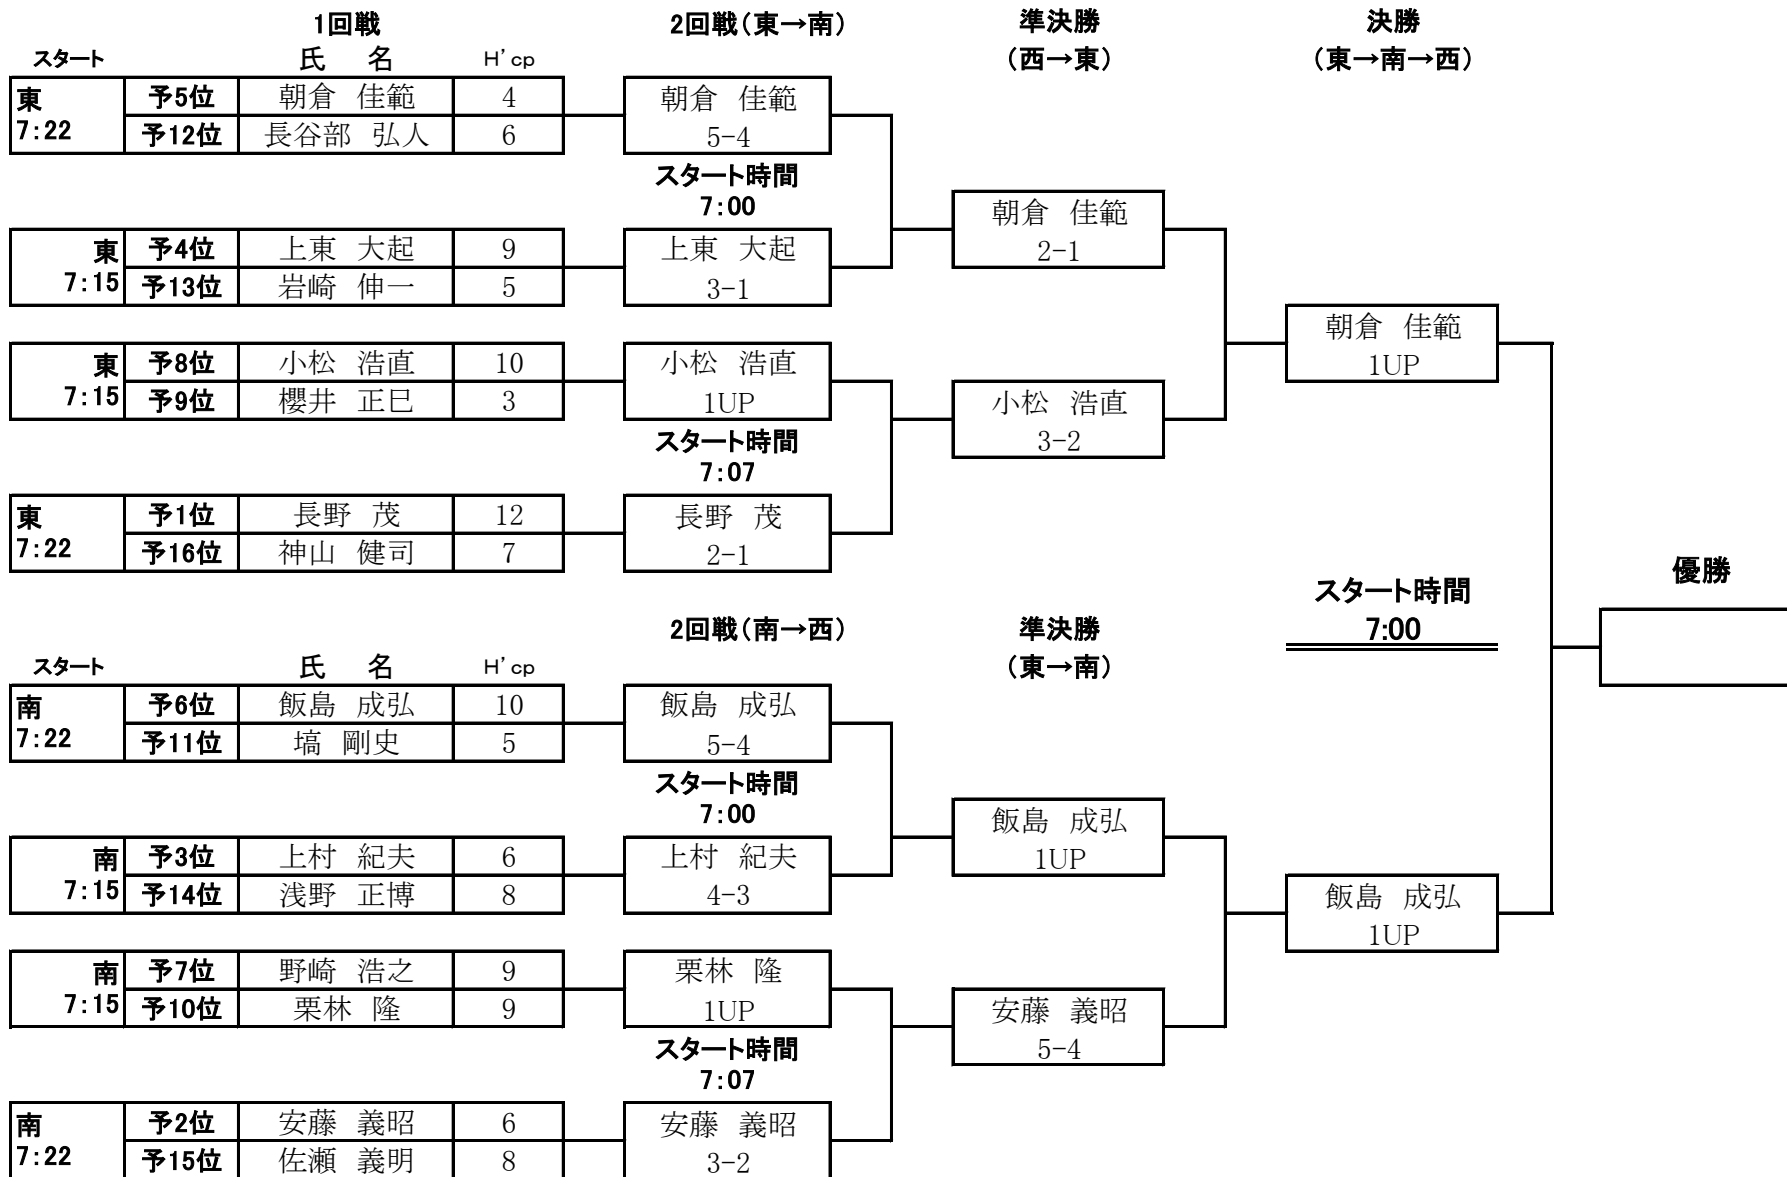 1回戦 2回戦(東→南) 準決勝 決勝
スタート 氏 名 H'cp (西→東) (東→南→西)
東 予5位 朝倉 佳範 4 朝倉 佳範
7:22 予12位 長谷部 弘人 6 5-4
スタート時間
7:00 朝倉 佳範
東 予4位 上東 大起 9 上東 大起 2-1
7:15 予13位 岩崎 伸一 5 3-1
朝倉 佳範
東 予8位 小松 浩直 10 小松 浩直 1UP
7:15 予9位 櫻井 正巳 3 1UP 小松 浩直
スタート時間 3-2
7:07
東 予1位 長野 茂 12 長野 茂
7:22 予16位 神山 健司 7 2-1
優勝
スタート時間
2回戦(南→西) 準決勝 7:00
スタート 氏 名 H'cp (東→南)
南 予6位 飯島 成弘 10 飯島 成弘
7:22 予11位 塙 剛史 5 5-4
スタート時間
7:00 飯島 成弘
南 予3位 上村 紀夫 6 上村 紀夫 1UP
7:15 予14位 浅野 正博 8 4-3 飯島 成弘
1UP
南 予7位 野崎 浩之 9 栗林 隆
7:15 予10位 栗林 隆 9 1UP 安藤 義昭
スタート時間 5-4
7:07
南 予2位 安藤 義昭 6 安藤 義昭
7:22 予15位 佐瀬 義明 8 3-2